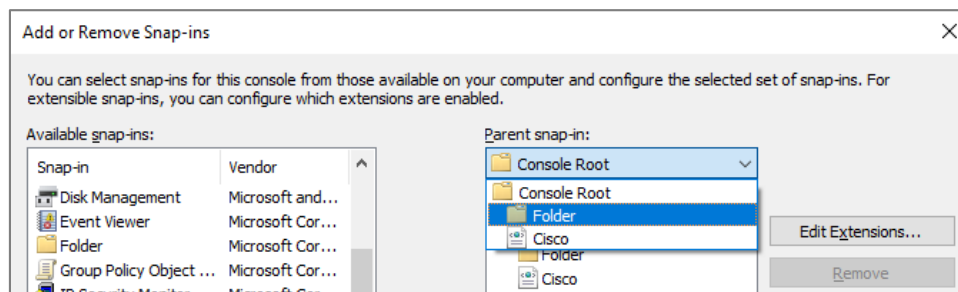 Add or Remove Snap-ins
You can select snap-ins for this console from those available on your computer and configure the selected set of snap-ins. For
extensible snap-ins, you can configure which extensions are enabled.
Available snap-ins:
Snap-in Vendor
Disk Management Microsoft and...
Event Viewer Microsoft Cor...
Folder Microsoft Cor...
Group Policy Object ... Microsoft Cor...
Parent snap-in:
Console Root
Console Root
Folder
Cisco
Folder
Cisco
Edit Extensions...
Remove